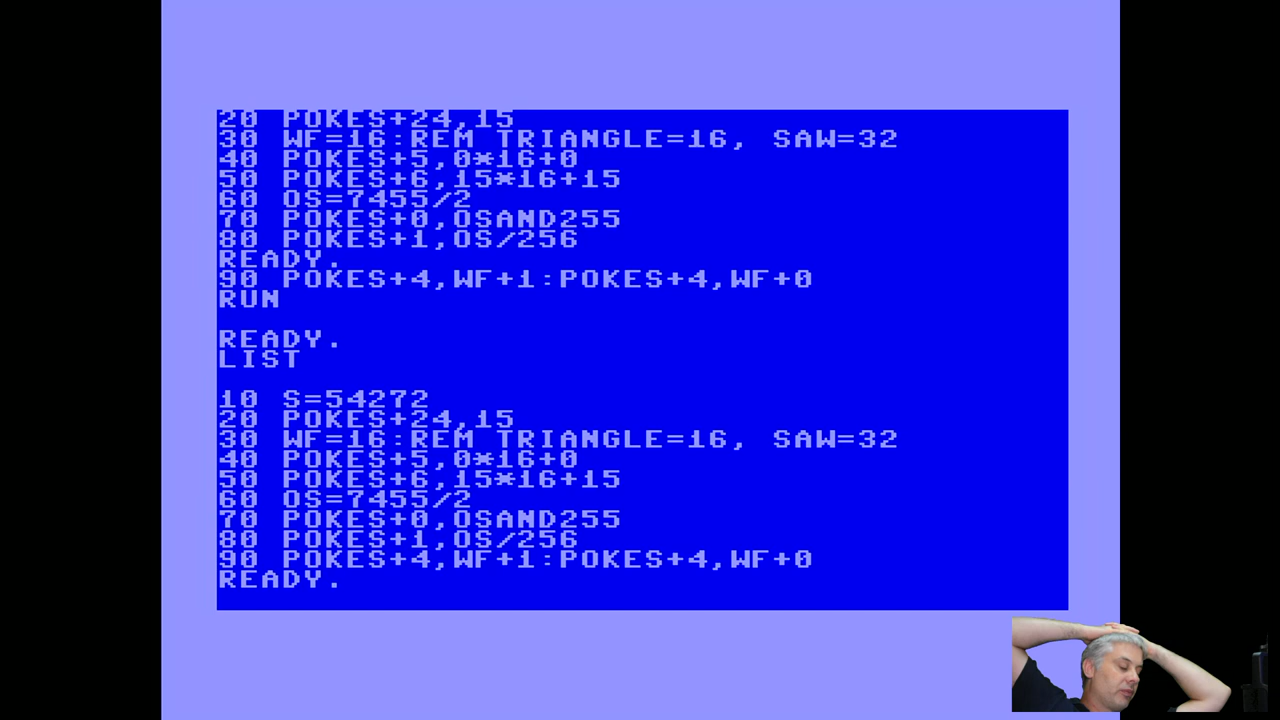 20 POKES+24,15
30 WF=16:REM TRIANGLE=16, SAW=32
40 POKES+5,0*16+0
50 POKES+6,15*16+15
60 OS=7455/2
70 POKES+0,OSAND255
80 POKES+1,OS/256
READY.
90 POKES+4,WF+1:POKES+4,WF+0
RUN
READY.
LIST
10 S=54272
20 POKES+24,15
30 WF=16:REM TRIANGLE=16, SAW=32
40 POKES+5,0*16+0
50 POKES+6,15*16+15
60 OS=7455/2
70 POKES+0,OSAND255
80 POKES+1,OS/256
90 POKES+4,WF+1:POKES+4,WF+0
READY.